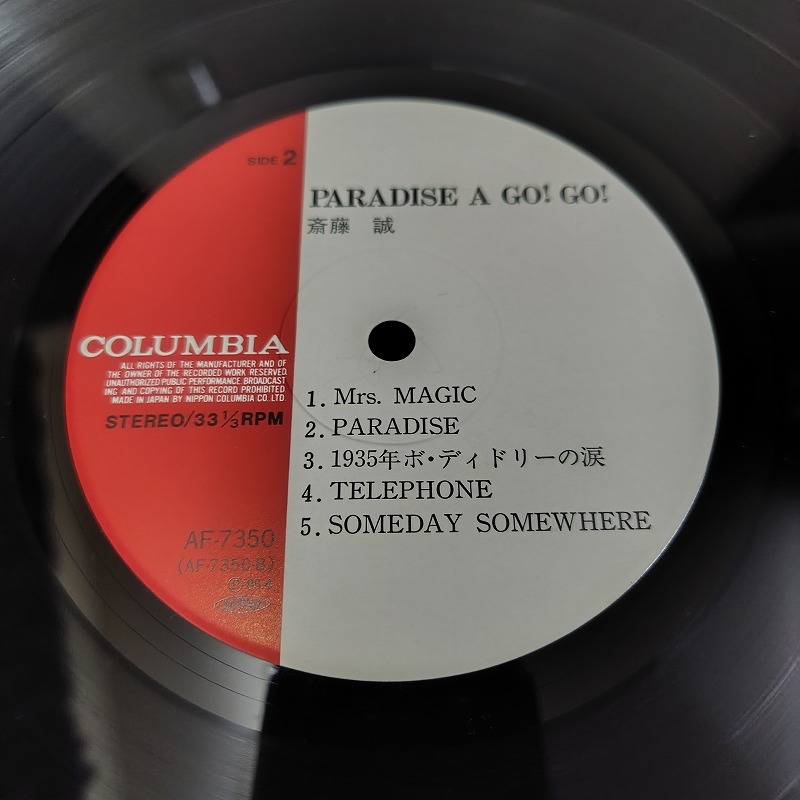 SIDE 2
PARADISE A GO! GO!
斎藤 誠
COLUMBIA
ALL RIGHTS OF THE MANUFACTURER AND OF
THE OWNER OF THE RECORDED WORK RESERVED.
UNAUTHORIZED PUBLIC PERFORMANCE BROADCAST
ING AND COPYING OF THIS RECORD PROHIBITED.
MADE IN JAPAN BY NIPPON COLUMBIA CO. LTD.
STEREO/33⅓RPM
1. Mrs. MAGIC
2. PARADISE
3. 1935年ボ・ディドリーの涙
4. TELEPHONE
5. SOMEDAY SOMEWHERE
AF-7350
(AF-7350-B)